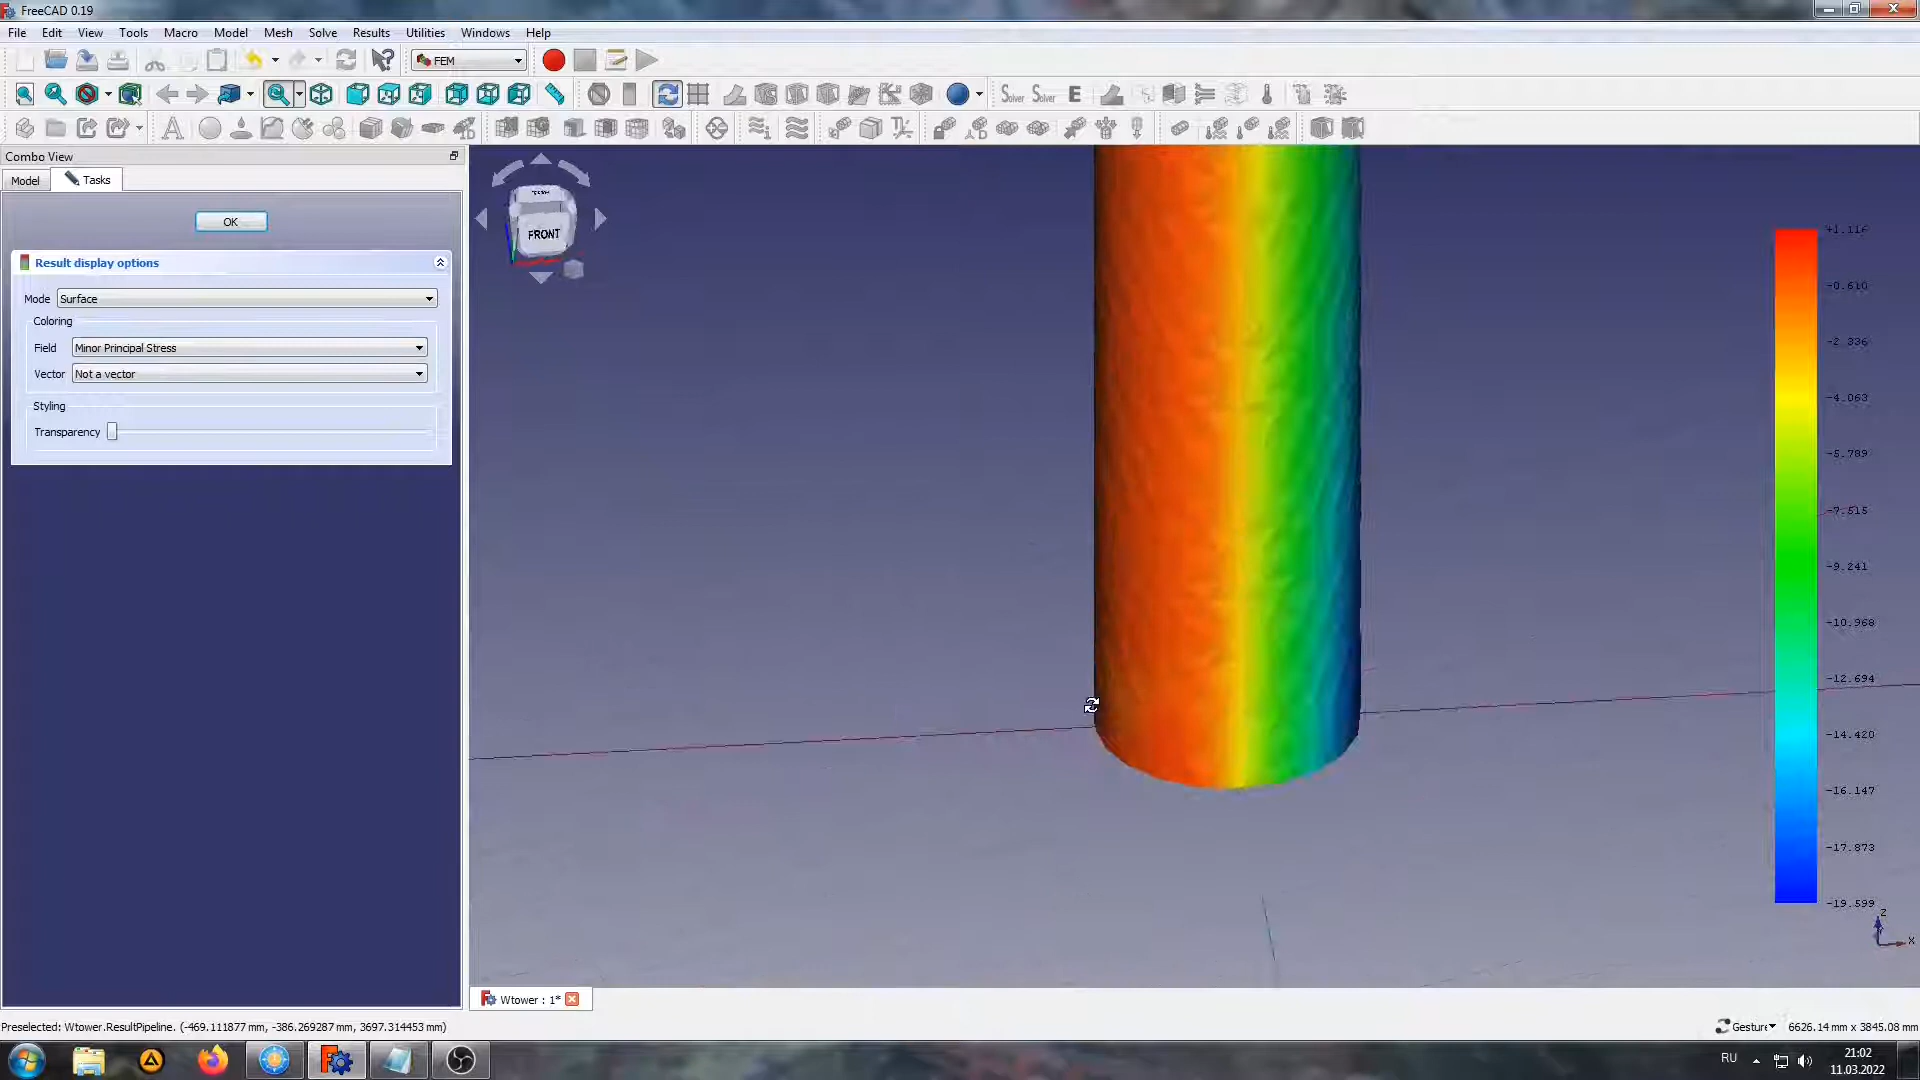 FreeCAD 0.19
File Edit View Tools Macro Model Mesh Solve Results Utilities Windows Help
FEM
Solver Solver E
Combo View
Model Tasks
OK
Result display options
Mode Surface
Coloring
Field Minor Principal Stress
Vector Not a vector
Styling
Transparency
FRONT
+1.116
-0.610
-2.336
-4.063
-5.789
-7.515
-9.241
-10.968
-12.694
-14.420
-16.147
-17.873
-19.599
Z
X
Wtower : 1*
Preselected: Wtower.ResultPipeline. (-469.111877 mm, -386.269287 mm, 3697.314453 mm)
Gesture 6626.14 mm x 3845.08 mm
RU
21:02
11.03.2022